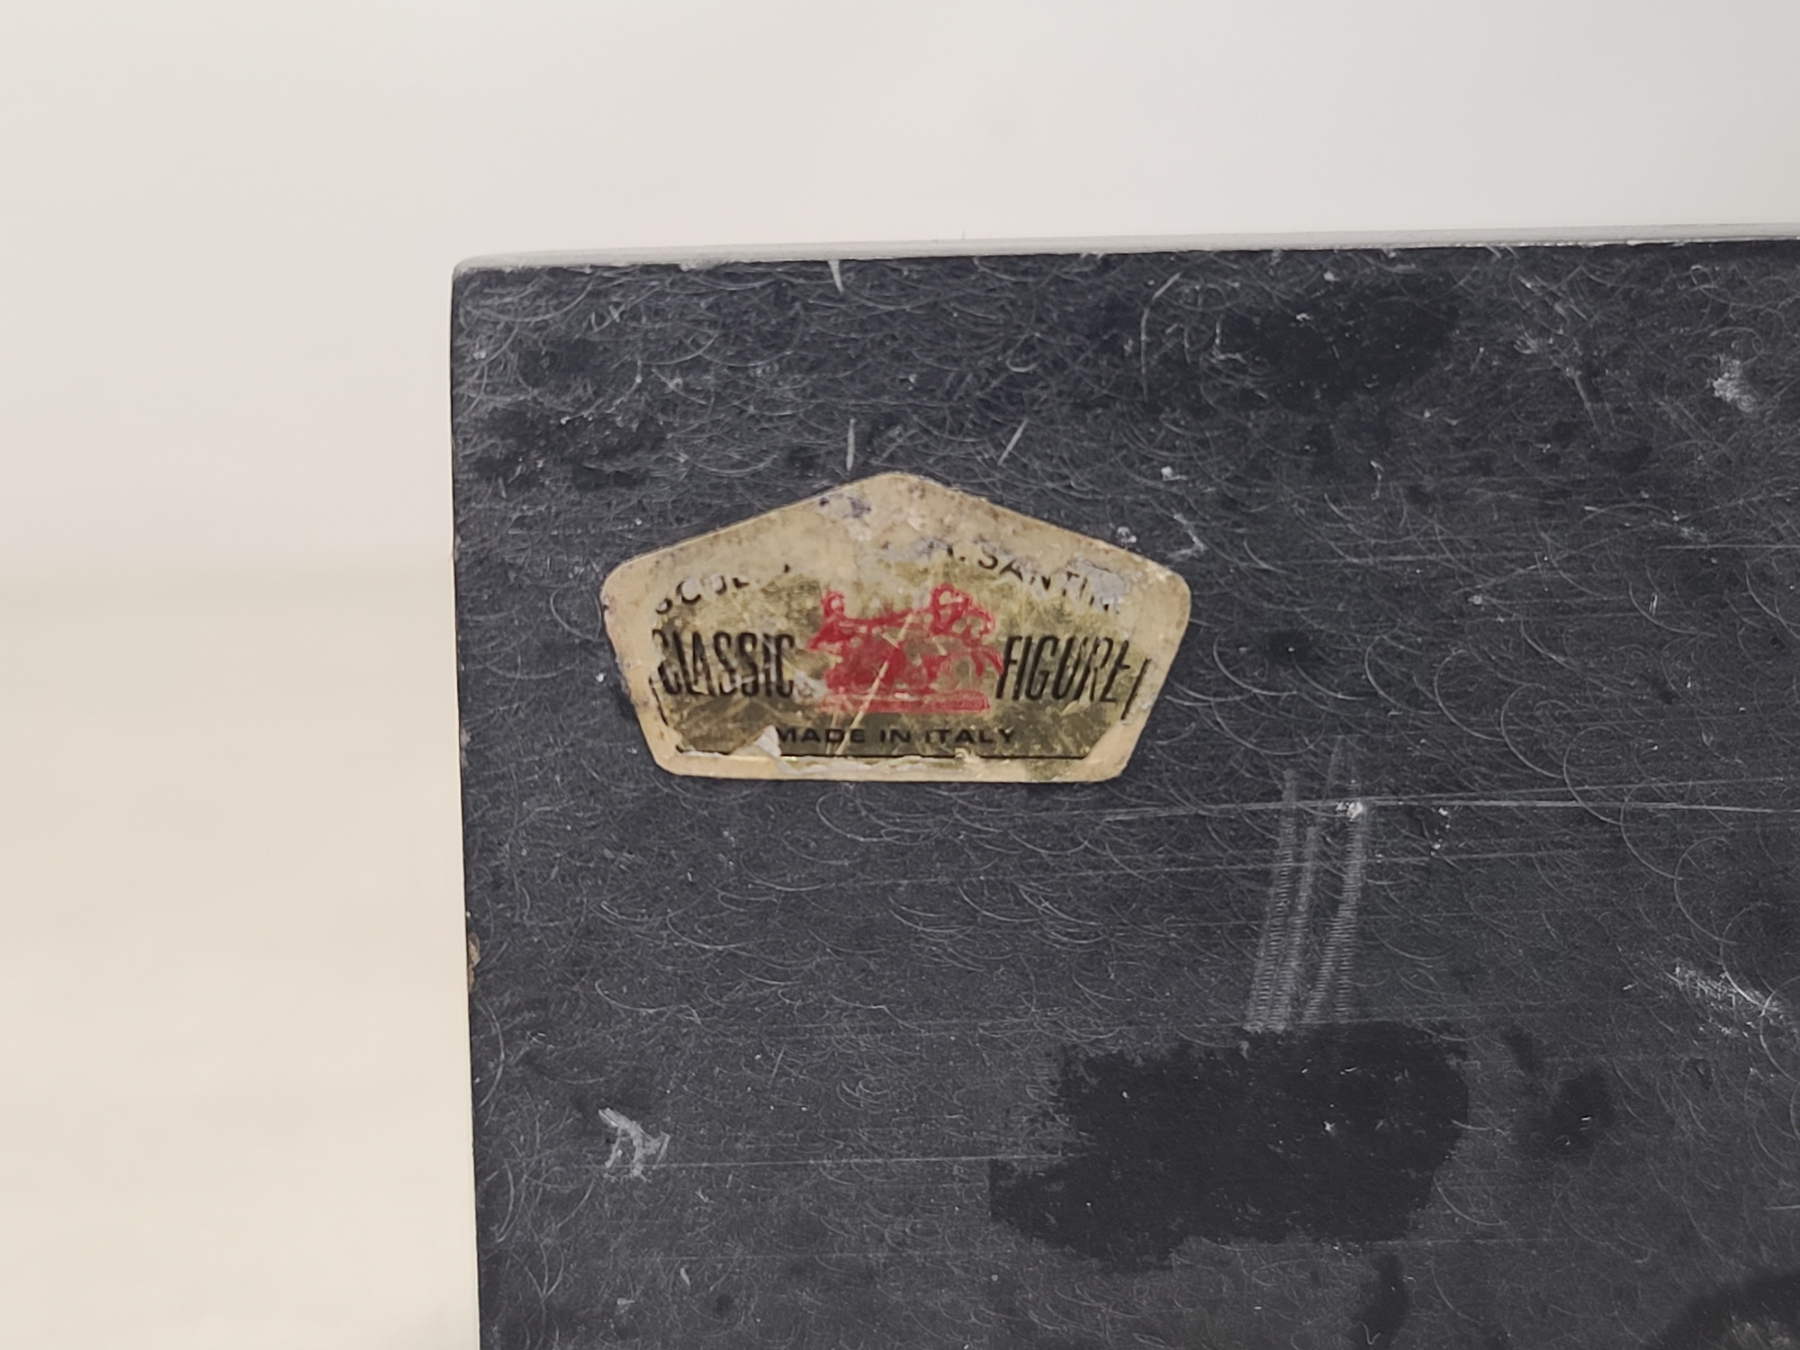 A. SANTINI
CLASSIC FIGURE
MADE IN ITALY